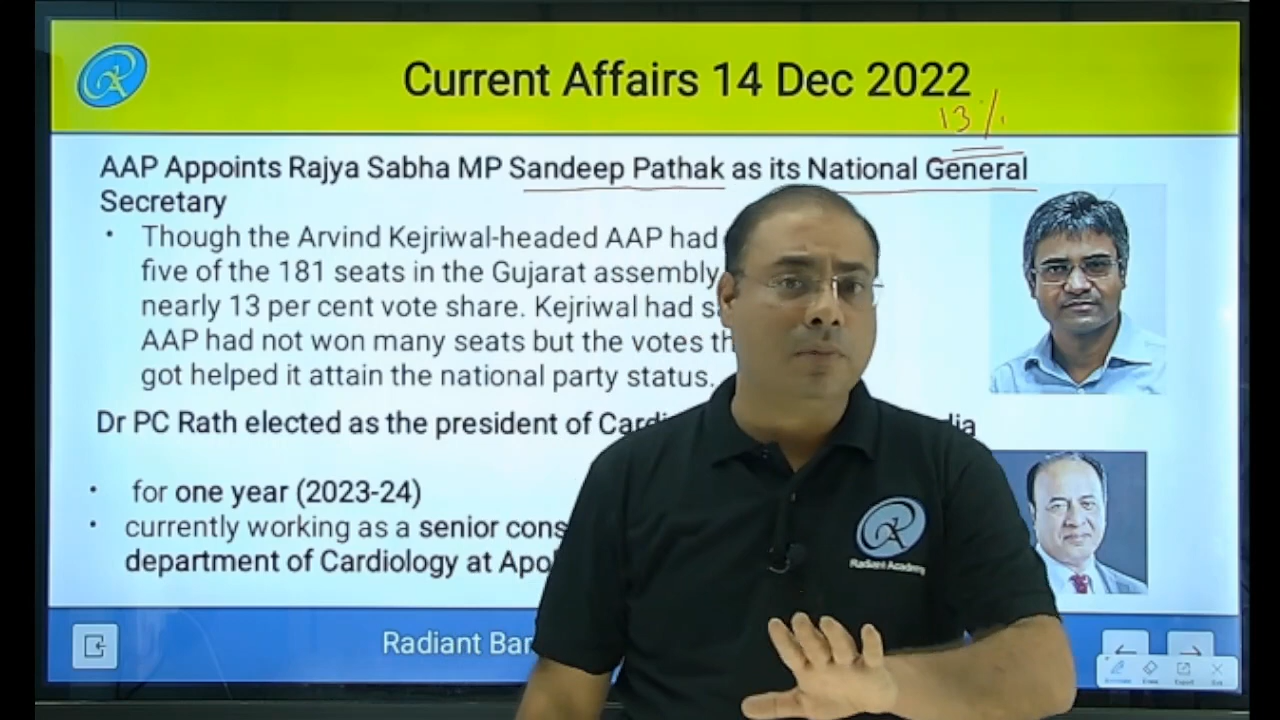 Current Affairs 14 Dec 2022
13%
AAP Appoints Rajya Sabha MP Sandeep Pathak as its National General
Secretary
• Though the Arvind Kejriwal-headed AAP had
five of the 181 seats in the Gujarat assembly
nearly 13 per cent vote share. Kejriwal had
AAP had not won many seats but the votes
got helped it attain the national party status.
Dr PC Rath elected as the president of
• for one year (2023-24)
• currently working as a senior
department of Cardiology at
Radiant
Radiant Academy